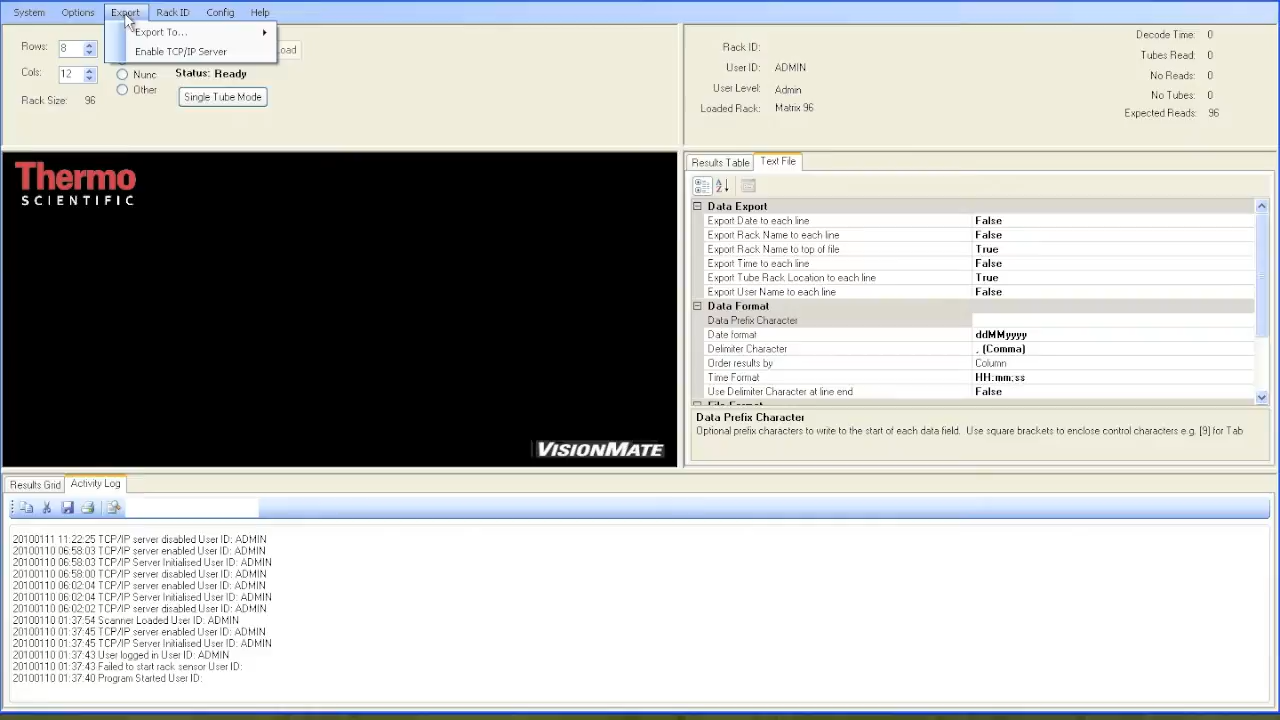 System Options Export Rack ID Config Help
Export To...
Enable TCP/IP Server
Rows: 8
Cols: 12
Rack Size: 96
Nunc
Other
Status: Ready
Single Tube Mode
Rack ID:
User ID: ADMIN
User Level: Admin
Loaded Rack: Matrix 96
Decode Time: 0
Tubes Read: 0
No Reads: 0
No Tubes: 0
Expected Reads: 96
Thermo
SCIENTIFIC
VISIONMATE
Results Table Text File
Data Export
Export Date to each line False
Export Rack Name to each line False
Export Rack Name to top of file True
Export Time to each line False
Export Tube Rack Location to each line True
Export User Name to each line False
Data Format
Data Prefix Character
Date format ddMMyyyy
Delimiter Character , (Comma)
Order results by Column
Time Format HH:mm:ss
Use Delimiter Character at line end False
Data Prefix Character
Optional prefix characters to write to the start of each data field. Use square brackets to enclose control characters e.g. [9] for Tab
Results Grid Activity Log
20100111 11:22:25 TCP/IP server disabled User ID: ADMIN
20100110 06:58:03 TCP/IP server enabled User ID: ADMIN
20100110 06:58:03 TCP/IP Server Initialised User ID: ADMIN
20100110 06:58:00 TCP/IP server disabled User ID: ADMIN
20100110 06:02:04 TCP/IP server enabled User ID: ADMIN
20100110 06:02:04 TCP/IP Server Initialised User ID: ADMIN
20100110 06:02:02 TCP/IP server disabled User ID: ADMIN
20100110 01:37:54 Scanner Loaded User ID: ADMIN
20100110 01:37:45 TCP/IP server enabled User ID: ADMIN
20100110 01:37:45 TCP/IP Server Initialised User ID: ADMIN
20100110 01:37:43 User logged in User ID: ADMIN
20100110 01:37:43 Failed to start rack sensor User ID:
20100110 01:37:40 Program Started User ID: